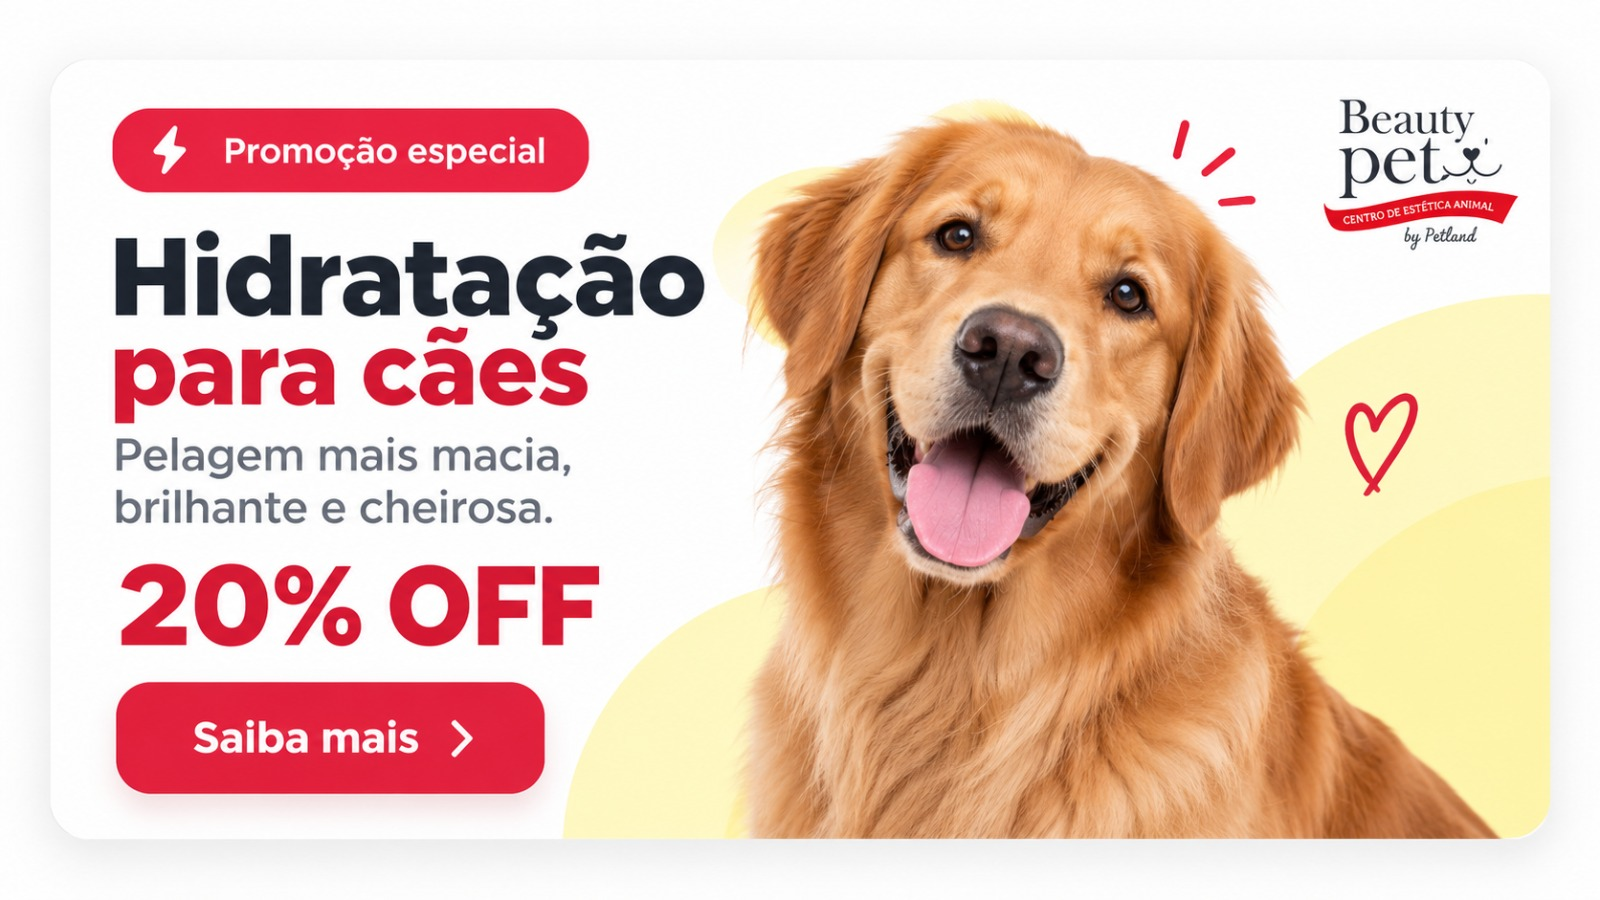 Promoção especial
Hidratação
para cães
Pelagem mais macia,
brilhante e cheirosa.
20% OFF
Saiba mais
Beauty
pet
CENTRO DE ESTÉTICA ANIMAL
by Petland